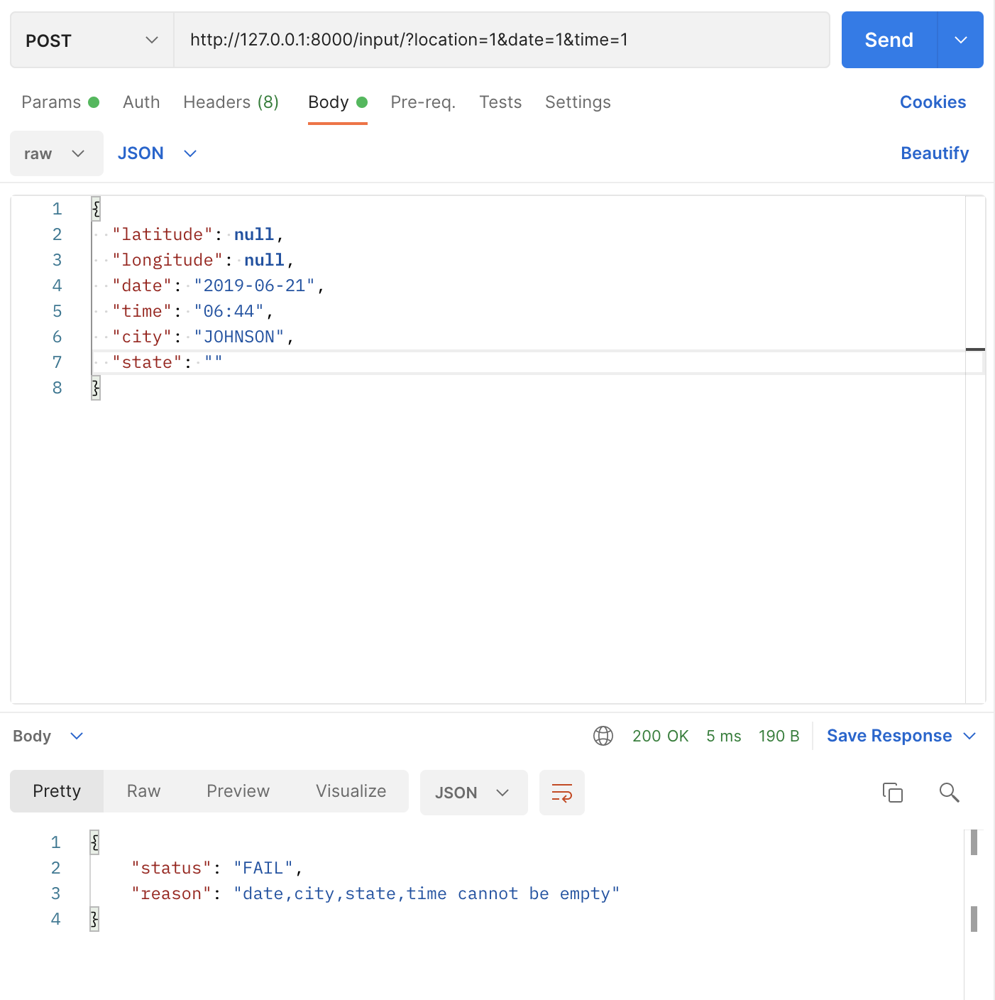 POST http://127.0.0.1:8000/input/?location=1&date=1&time=1 Send
Params Auth Headers (8) Body Pre-req. Tests Settings Cookies
raw JSON Beautify
1 {
2 "latitude": null,
3 "longitude": null,
4 "date": "2019-06-21",
5 "time": "06:44",
6 "city": "JOHNSON",
7 "state": ""
8 }
Body 200 OK 5 ms 190 B Save Response
Pretty Raw Preview Visualize JSON
1 {
2 "status": "FAIL",
3 "reason": "date,city,state,time cannot be empty"
4 }